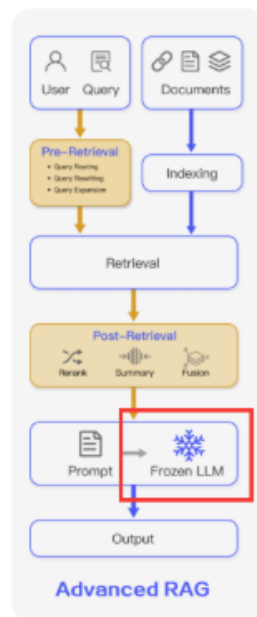 User Query
Documents
Pre-Retrieval
• Query Routing
• Query Rewriting
• Query Expansion
Indexing
Retrieval
Post-Retrieval
Rerank Summary Fusion
Prompt Frozen LLM
Output
Advanced RAG